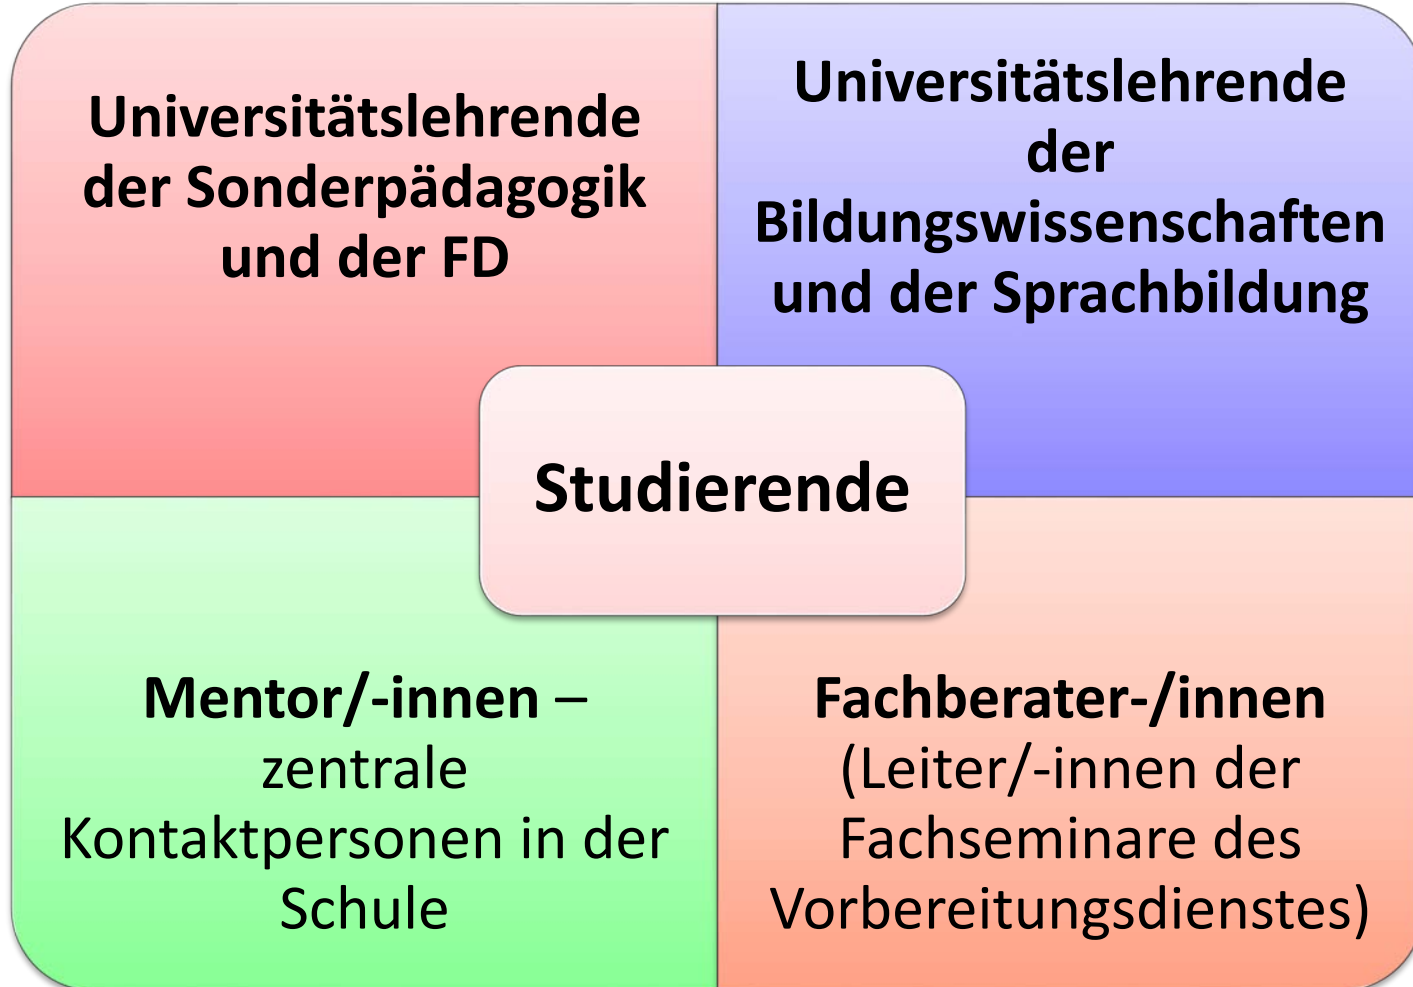 Universitätslehrende
der Sonderpädagogik
und der FD
Universitätslehrende
der
Bildungswissenschaften
und der Sprachbildung
Studierende
Mentor/-innen –
zentrale
Kontaktpersonen in der
Schule
Fachberater-/innen
(Leiter/-innen der
Fachseminare des
Vorbereitungsdienstes)